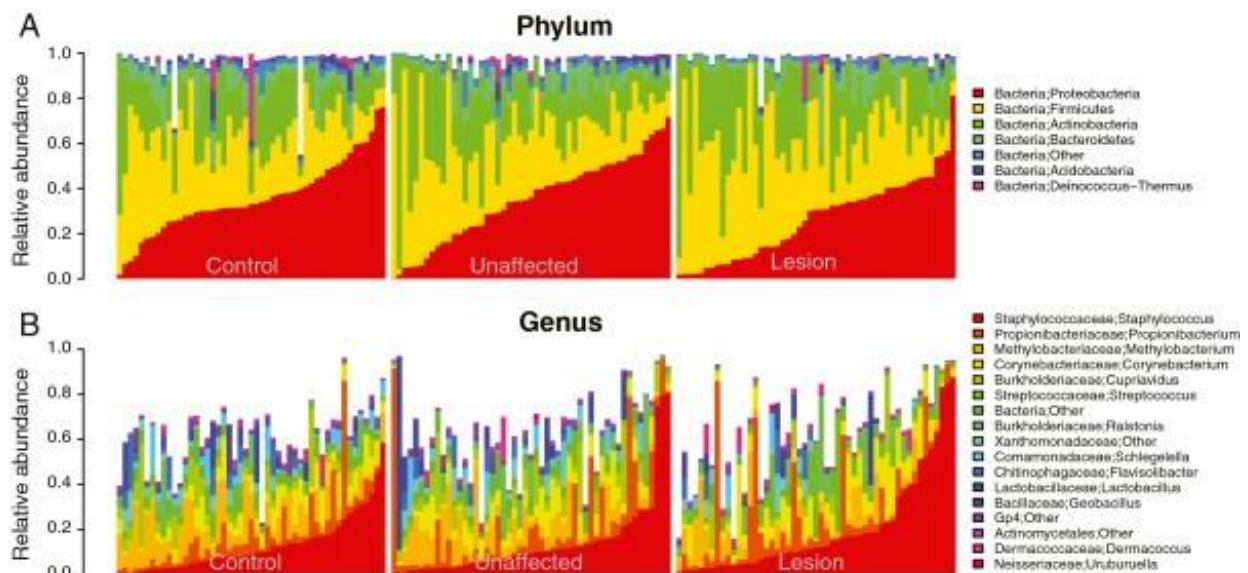 A
Phylum
Relative abundance
1.0
0.8
0.6
0.4
0.2
0.0
Control
Unaffected
Lesion
Bacteria;Proteobacteria
Bacteria;Firmicutes
Bacteria;Actinobacteria
Bacteria;Bacteroidetes
Bacteria;Other
Bacteria;Acidobacteria
Bacteria;Deinococcus-Thermus
B
Genus
Relative abundance
1.0
0.8
0.6
0.4
0.2
0.0
Control
Unaffected
Lesion
Staphylococcaceae;Staphylococcus
Propionibacteriaceae;Propionibacterium
Methylobacteriaceae;Methylobacterium
Corynebacteriaceae;Corynebacterium
Burkholderiaceae;Cupriavidus
Streptococcaceae;Streptococcus
Bacteria;Other
Burkholderiaceae;Ralstonia
Xanthomonadaceae;Other
Comamonadaceae;Schlegelella
Chitinophagaceae;Flavisolibacter
Lactobacillaceae;Lactobacillus
Bacillaceae;Geobacillus
Gp4;Other
Actinomycetales;Other
Dermacoccaceae;Dermacoccus
Neisseriaceae;Uruburuella